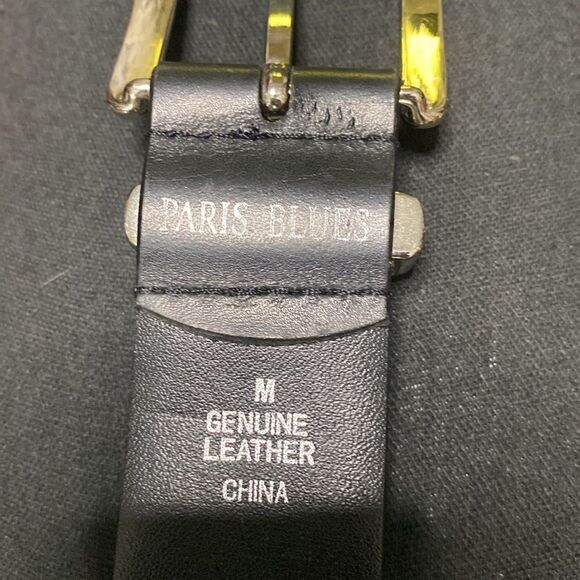 PARIS BLUES
M
GENUINE
LEATHER
CHINA